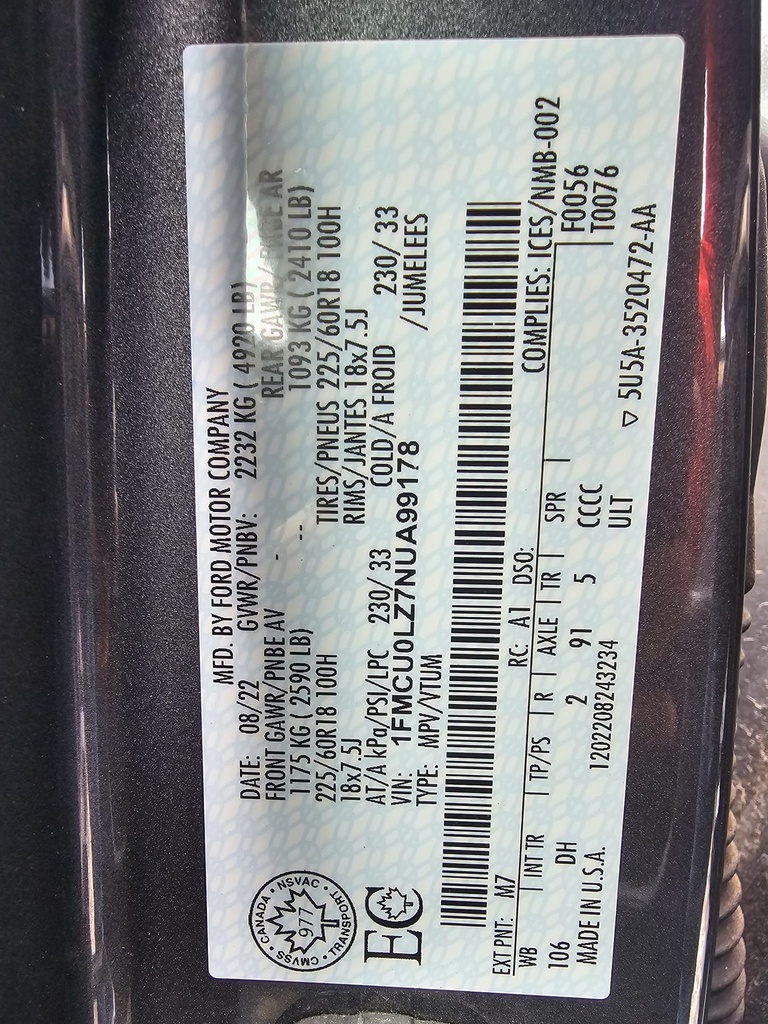 MFD. BY FORD MOTOR COMPANY
DATE: 08/22 GVWR/PNBV: 2232 KG ( 4920 LB)
FRONT GAWR/PNBE AV - REAR GAWR/PNBE AR
1175 KG ( 2590 LB) -- 1093 KG ( 2410 LB)
225/60R18 100H TIRES/PNEUS 225/60R18 100H
18x7.5J RIMS/JANTES 18x7.5J
AT/A kPa/PSI/LPC 230/ 33 COLD/A FROID 230/ 33
VIN: 1FMCU0LZ7NUA99178 /JUMELEES
TYPE: MPV/VTUM
CANADA • NSVAC • TRANSPORT • CMVSS •
977
EC
EXT PNT: M7 RC: A1 DSO: COMPLIES: ICES/NMB-002
WB | INT TR | TP/PS | R | AXLE | TR | SPR | F0056
106 DH 2 91 5 CCCC T0076
ULT
MADE IN U.S.A. 1202208243234 ▽ 5U5A-3520472-AA